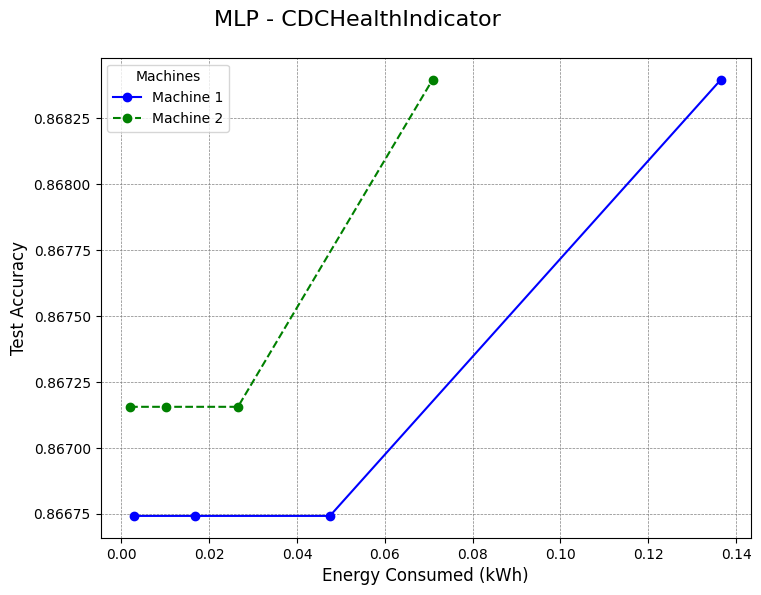 MLP - CDCHealthIndicator
Machines
Machine 1
Machine 2
Test Accuracy
0.86825
0.86800
0.86775
0.86750
0.86725
0.86700
0.86675
0.00 0.02 0.04 0.06 0.08 0.10 0.12 0.14
Energy Consumed (kWh)